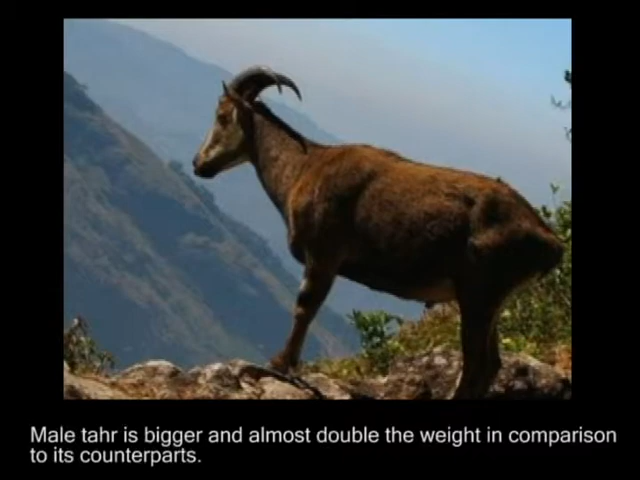 Male tahr is bigger and almost double the weight in comparison
to its counterparts.